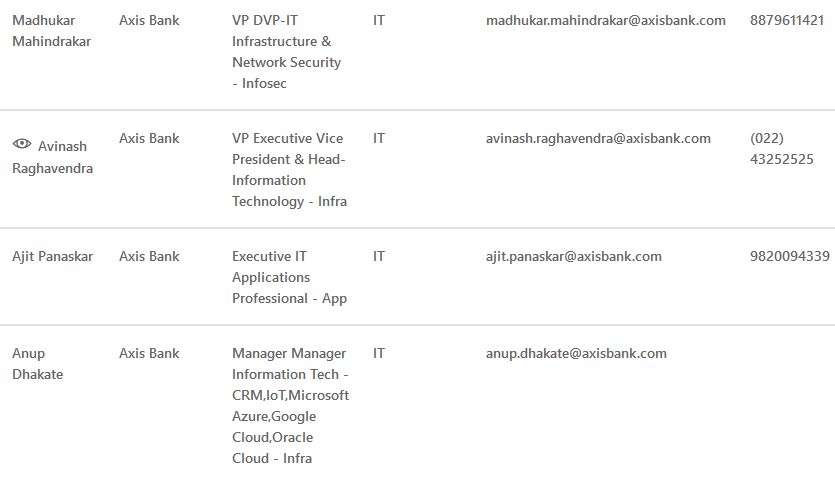 Madhukar Mahindrakar
Axis Bank
VP DVP-IT
Infrastructure &
Network Security
- Infosec
IT
madhukar.mahindrakar@axisbank.com
8879611421
Avinash
Raghavendra
Axis Bank
VP Executive Vice
President & Head-
Information
Technology - Infra
IT
avinash.raghavendra@axisbank.com
(022)
43252525
Ajit Panaskar
Axis Bank
Executive IT
Applications
Professional - App
IT
ajit.panaskar@axisbank.com
9820094339
Anup
Dhakate
Axis Bank
Manager Manager
Information Tech -
CRM,IoT,Microsoft
Azure,Google
Cloud,Oracle
Cloud - Infra
IT
anup.dhakate@axisbank.com